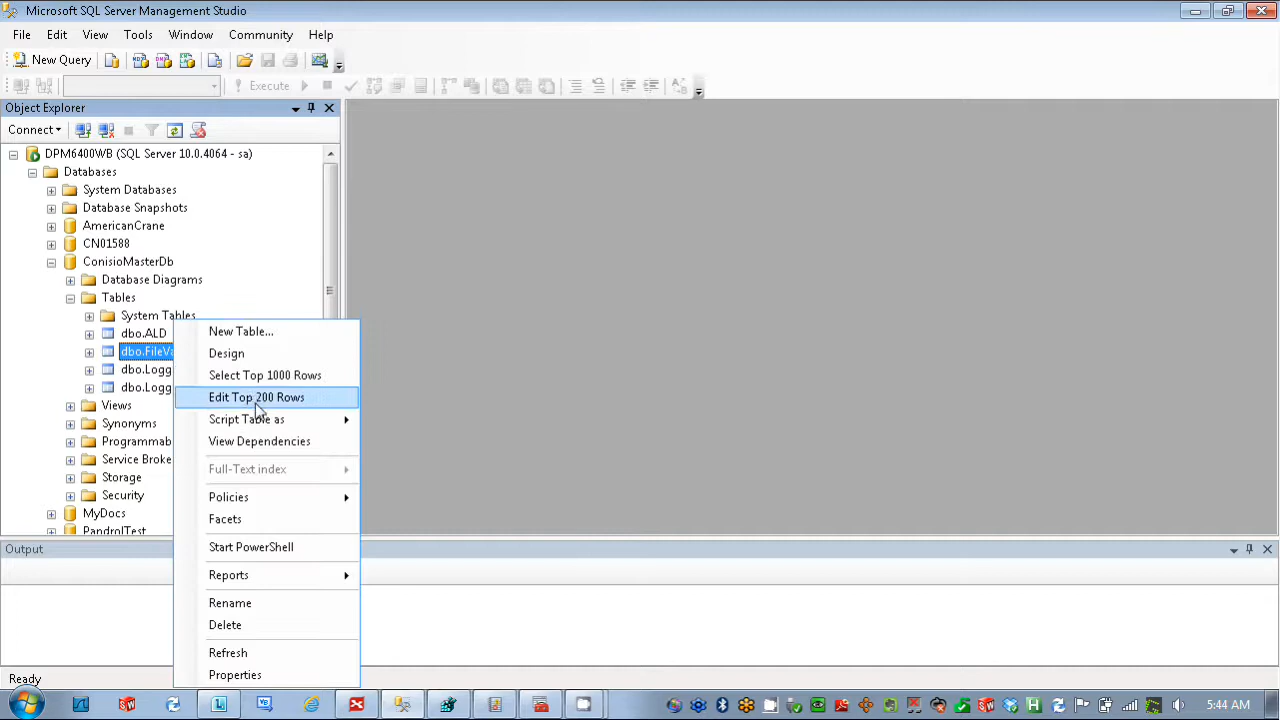 Microsoft SQL Server Management Studio
File Edit View Tools Window Community Help
New Query
Execute
Object Explorer
Connect
DPM6400WB (SQL Server 10.0.4064 - sa)
Databases
System Databases
Database Snapshots
AmericanCrane
CN01588
ConisioMasterDb
Database Diagrams
Tables
System Tables
dbo.ALD
dbo.FileVa
dbo.Logg
dbo.Logg
Views
Synonyms
Programmab
Service Broke
Storage
Security
MyDocs
PandrolTest
New Table...
Design
Select Top 1000 Rows
Edit Top 200 Rows
Script Table as
View Dependencies
Full-Text index
Policies
Facets
Start PowerShell
Reports
Rename
Delete
Refresh
Properties
Output
Ready
5:44 AM